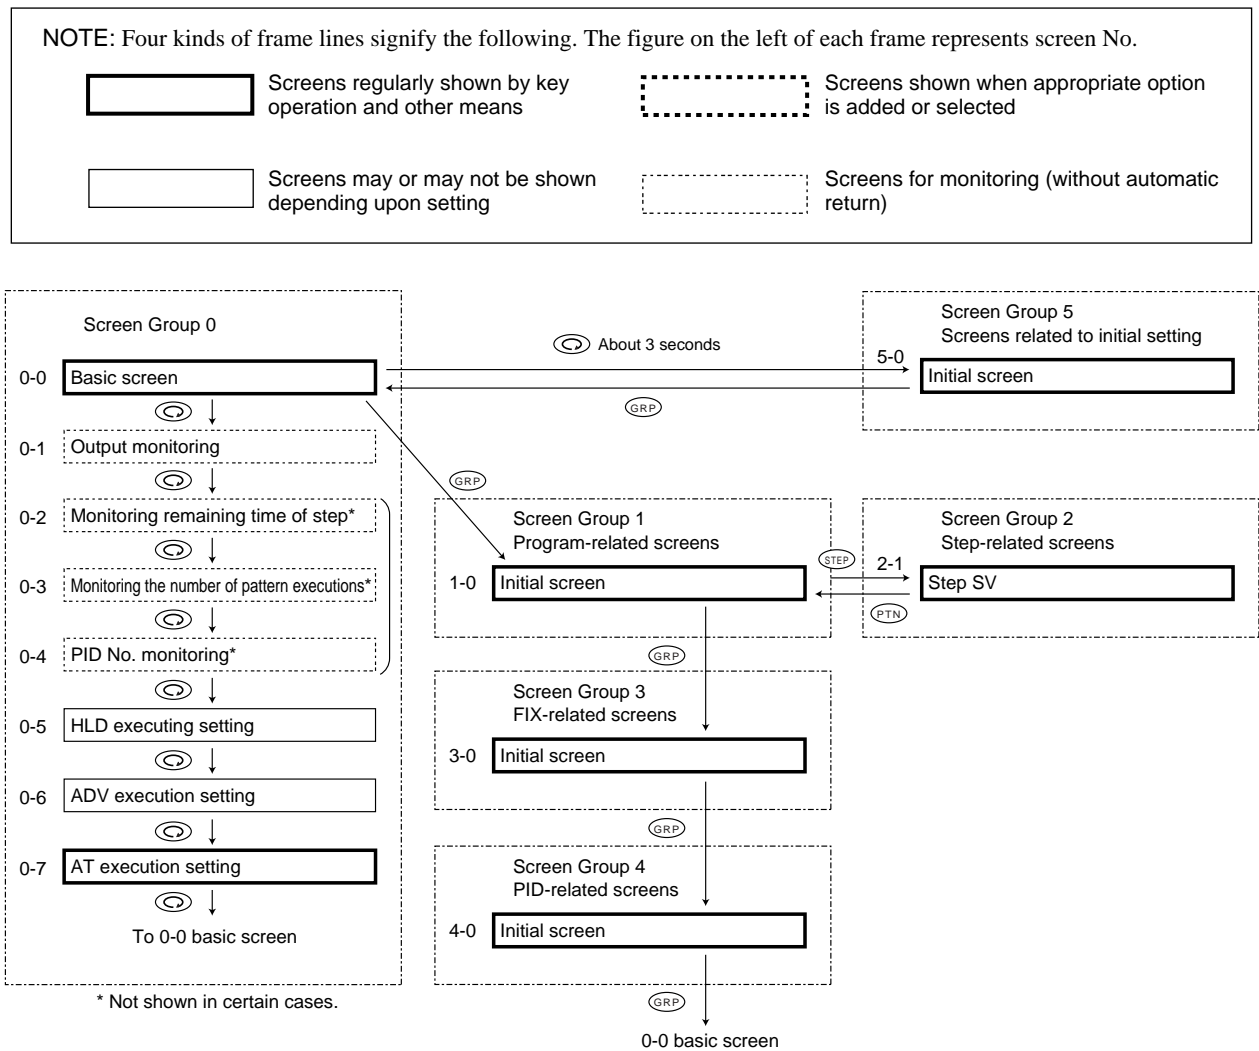 NOTE: Four kinds of frame lines signify the following. The figure on the left of each frame represents screen No.
Screens regularly shown by key
operation and other means
Screens shown when appropriate option
is added or selected
Screens may or may not be shown
depending upon setting
Screens for monitoring (without automatic
return)
Screen Group 0
0-0 Basic screen
0-1 Output monitoring
0-2 Monitoring remaining time of step*
0-3 Monitoring the number of pattern executions*
0-4 PID No. monitoring*
0-5 HLD executing setting
0-6 ADV execution setting
0-7 AT execution setting
To 0-0 basic screen
* Not shown in certain cases.
About 3 seconds
GRP
Screen Group 5
Screens related to initial setting
5-0 Initial screen
GRP
Screen Group 1
Program-related screens
1-0 Initial screen
STEP
PTN
Screen Group 2
Step-related screens
2-1 Step SV
GRP
Screen Group 3
FIX-related screens
3-0 Initial screen
GRP
Screen Group 4
PID-related screens
4-0 Initial screen
GRP
0-0 basic screen